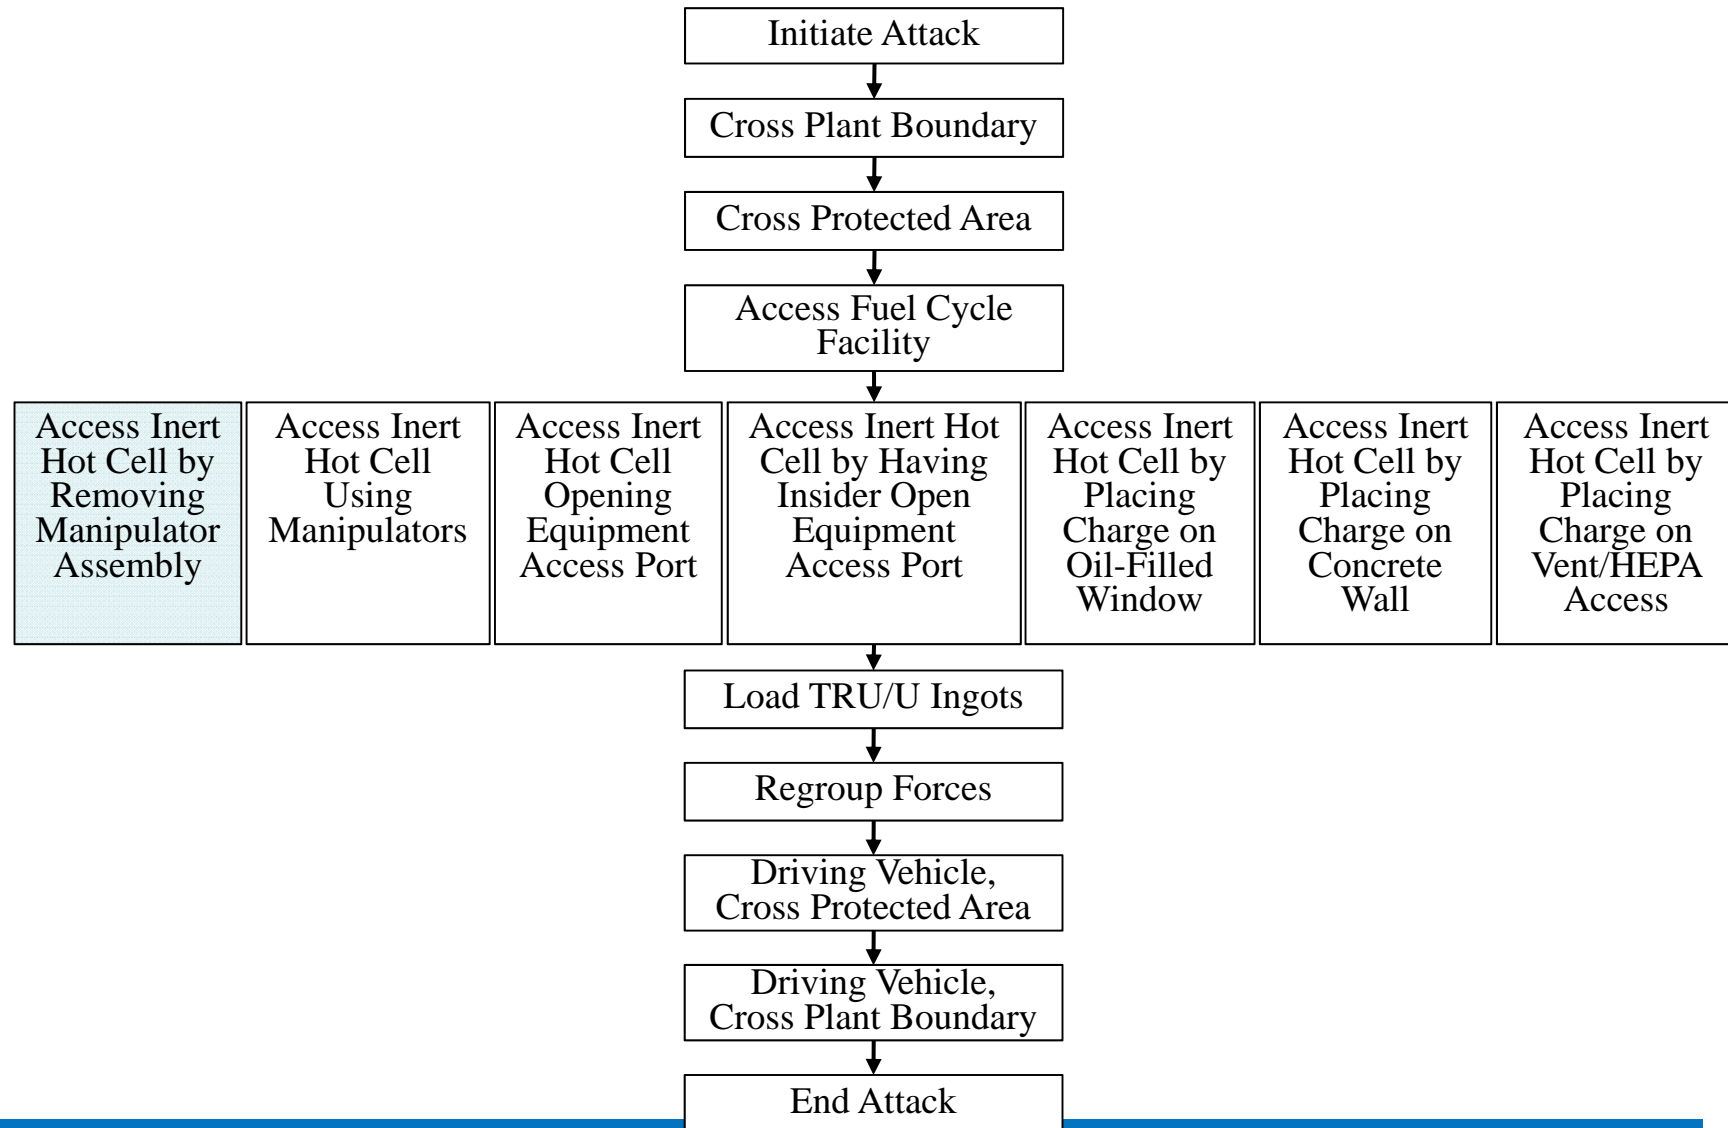 Initiate Attack
Cross Plant Boundary
Cross Protected Area
Access Fuel Cycle
Facility
Access Inert
Hot Cell by
Removing
Manipulator
Assembly
Access Inert
Hot Cell
Using
Manipulators
Access Inert
Hot Cell
Opening
Equipment
Access Port
Access Inert Hot
Cell by Having
Insider Open
Equipment
Access Port
Access Inert
Hot Cell by
Placing
Charge on
Oil-Filled
Window
Access Inert
Hot Cell by
Placing
Charge on
Concrete
Wall
Access Inert
Hot Cell by
Placing
Charge on
Vent/HEPA
Access
Load TRU/U Ingots
Regroup Forces
Driving Vehicle,
Cross Protected Area
Driving Vehicle,
Cross Plant Boundary
End Attack